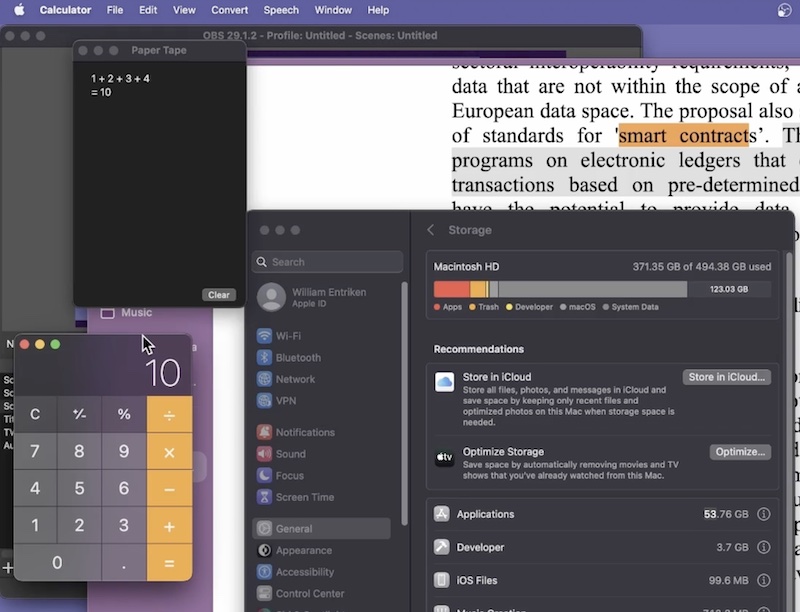 Calculator File Edit View Convert Speech Window Help
OBS 29.1.2 - Profile: Untitled - Scenes: Untitled
Paper Tape
1 + 2 + 3 + 4
= 10
Clear
Music
10
C +/- % ÷
7 8 9 ×
4 5 6 −
1 2 3 +
0 . =
sectoral interoperability requirements,
data that are not within the scope of
European data space. The proposal also
of standards for 'smart contracts’.
programs on electronic ledgers that
transactions based on pre-determined
have the potential to provide data
Search
William Entriken
Apple ID
Wi-Fi
Bluetooth
Network
VPN
Notifications
Sound
Focus
Screen Time
General
Appearance
Accessibility
Control Center
Storage
Macintosh HD 371.35 GB of 494.38 GB used
123.03 GB
Apps Trash Developer macOS System Data
Recommendations
Store in iCloud Store in iCloud...
Store all files, photos, and messages in iCloud and
save space by keeping only recent files and
optimized photos on this Mac when storage space is
needed.
tv
Optimize Storage Optimize...
Save space by automatically removing movies and TV
shows that you’ve already watched from this Mac.
Applications 53.76 GB
Developer 3.7 GB
iOS Files 99.6 MB